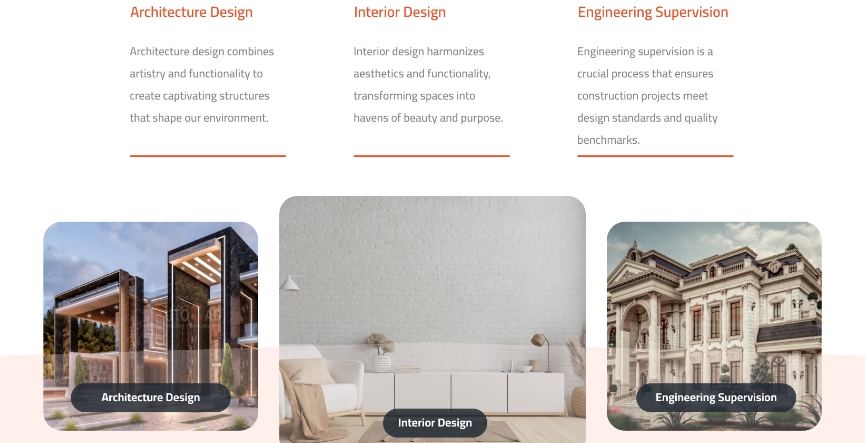 Architecture Design
Interior Design
Engineering Supervision
Architecture design combines
artistry and functionality to
create captivating structures
that shape our environment.
Interior design harmonizes
aesthetics and functionality,
transforming spaces into
havens of beauty and purpose.
Engineering supervision is a
crucial process that ensures
construction projects meet
design standards and quality
benchmarks.
Architecture Design
Interior Design
Engineering Supervision